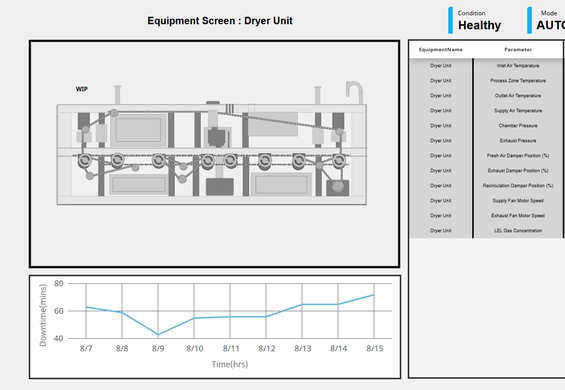 Equipment Screen : Dryer Unit
Condition
Healthy
Mode
AUTO
WIP
EquipmentName Parameter
Dryer Unit Inlet Air Temparature
Dryer Unit Process Zone Temparature
Dryer Unit Outlet Air Temparature
Dryer Unit Supply Air Temparature
Dryer Unit Chamber Pressure
Dryer Unit Exhaust Pressure
Dryer Unit Fresh Air Damper Position (%)
Dryer Unit Exhaust Damper Position (%)
Dryer Unit Recirculation Damper Position (%)
Dryer Unit Supply Fan Motor Speed
Dryer Unit Exhaust Fan Motor Speed
Dryer Unit LEL Gas Concentration
Downtime(mins)
80
60
40
8/7 8/8 8/9 8/10 8/11 8/12 8/13 8/14 8/15
Time(hrs)